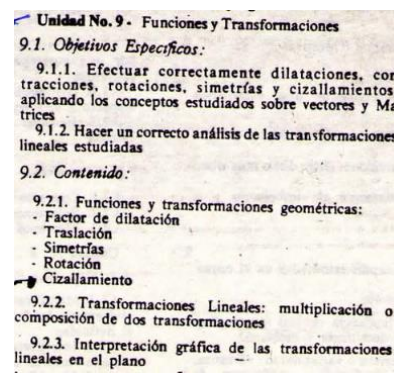 Unidad No. 9 - Funciones y Transformaciones
9.1. Objetivos Específicos:
9.1.1. Efectuar correctamente dilataciones, con
tracciones, rotaciones, simetrías y cizallamientos
aplicando los conceptos estudiados sobre vectores y Ma
trices
9.1.2. Hacer un correcto análisis de las transformaciones
lineales estudiadas
9.2. Contenido:
9.2.1. Funciones y transformaciones geométricas:
- Factor de dilatación
- Traslación
- Simetrías
- Rotación
- Cizallamiento
9.2.2. Transformaciones Lineales: multiplicación o
composición de dos transformaciones
9.2.3. Interpretación gráfica de las transformaciones
lineales en el plano